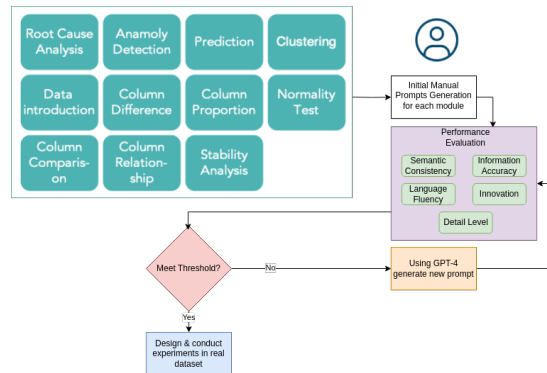 Root Cause
Analysis
Anamoly
Detection
Prediction
Clustering
Data
introduction
Column
Difference
Column
Proportion
Normality
Test
Column
Comparis-
on
Column
Relation-
ship
Stability
Analysis
Initial Manual
Prompts Generation
for each module
Performance
Evaluation
Semantic
Consistency
Information
Accuracy
Language
Fluency
Innovation
Detail Level
Meet Threshold?
No
Using GPT-4
generate new prompt
Yes
Design & conduct
experiments in real
dataset